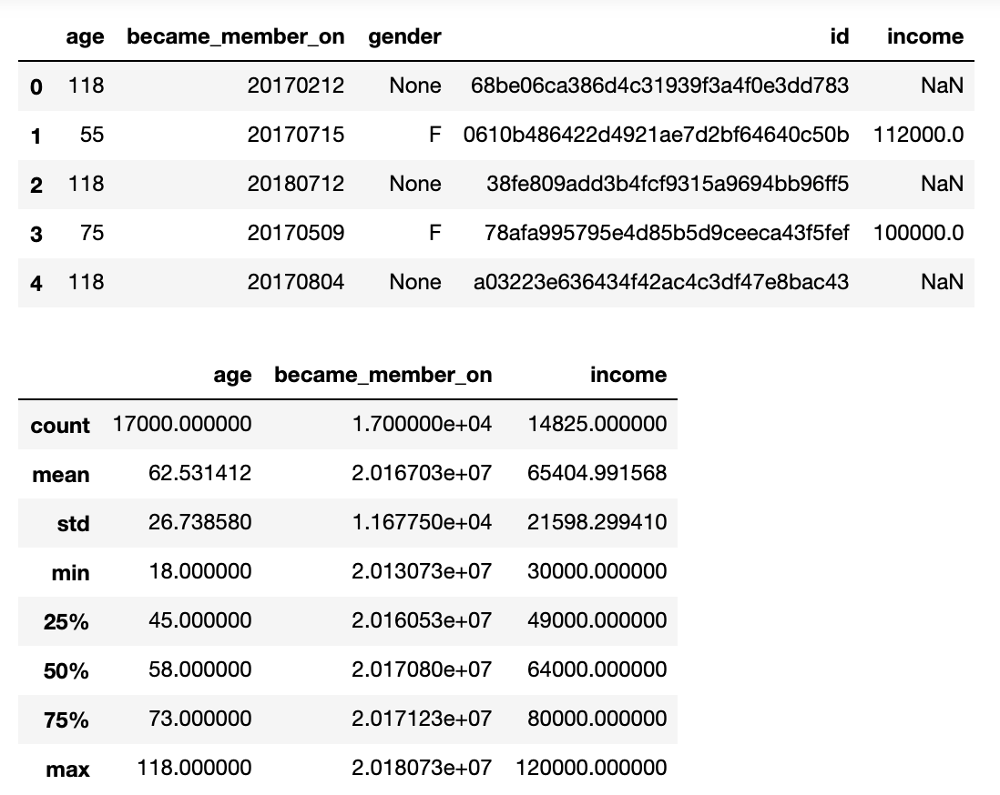 age became_member_on gender id income
0 118 20170212 None 68be06ca386d4c31939f3a4f0e3dd783 NaN
1 55 20170715 F 0610b486422d4921ae7d2bf64640c50b 112000.0
2 118 20180712 None 38fe809add3b4fcf9315a9694bb96ff5 NaN
3 75 20170509 F 78afa995795e4d85b5d9ceeca43f5fef 100000.0
4 118 20170804 None a03223e636434f42ac4c3df47e8bac43 NaN
age became_member_on income
count 17000.000000 1.700000e+04 14825.000000
mean 62.531412 2.016703e+07 65404.991568
std 26.738580 1.167750e+04 21598.299410
min 18.000000 2.013073e+07 30000.000000
25% 45.000000 2.016053e+07 49000.000000
50% 58.000000 2.017080e+07 64000.000000
75% 73.000000 2.017123e+07 80000.000000
max 118.000000 2.018073e+07 120000.000000